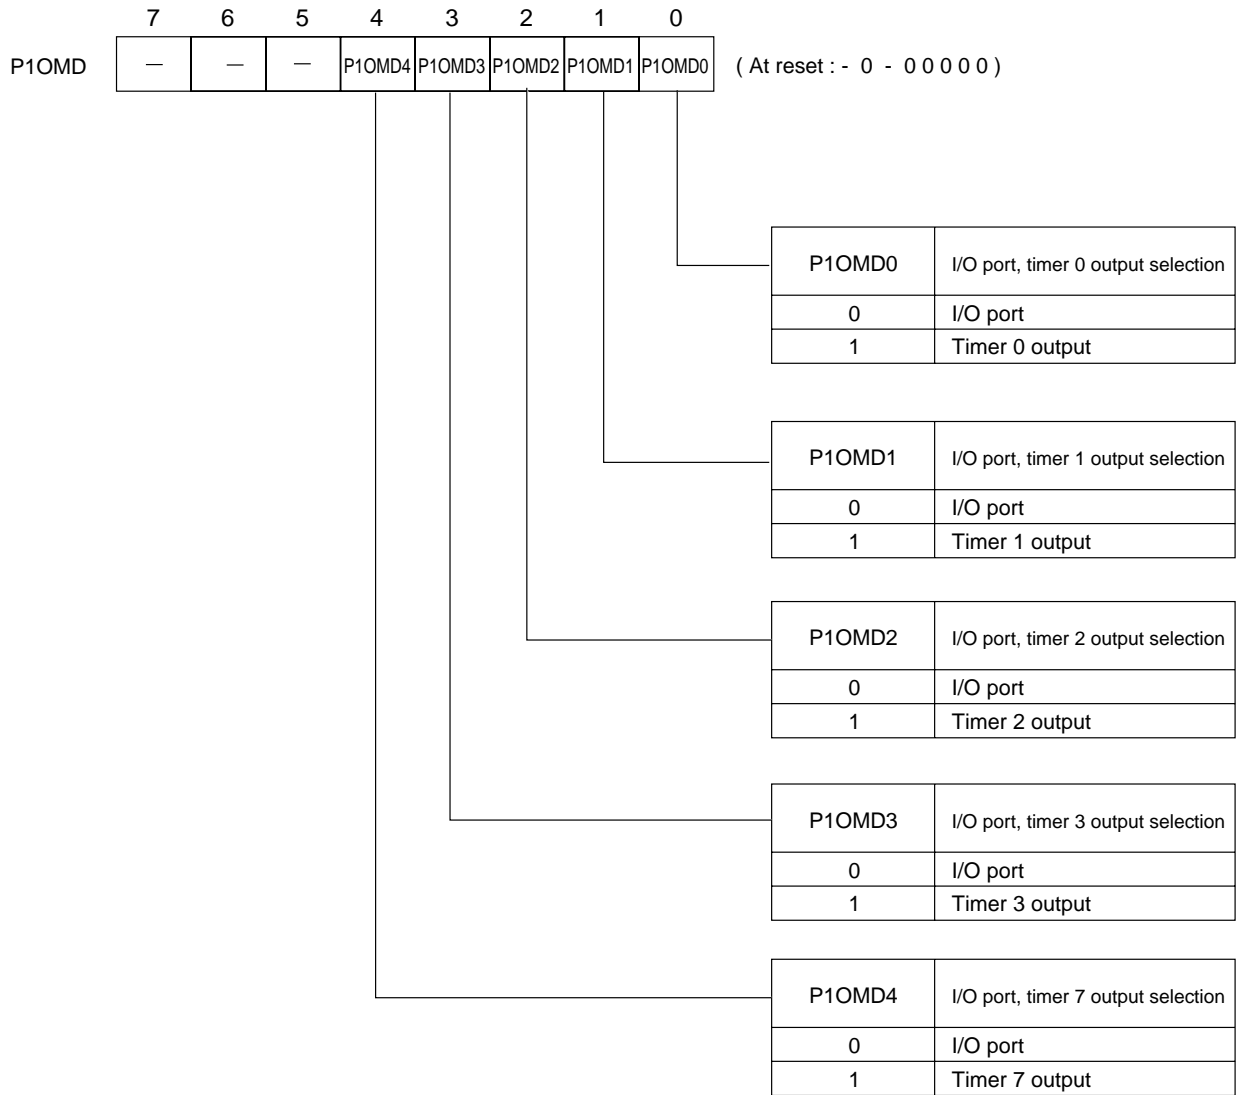 7 6 5 4 3 2 1 0
P1OMD — — — P1OMD4 P1OMD3 P1OMD2 P1OMD1 P1OMD0 ( At reset : - 0 - 0 0 0 0 0 )
P1OMD0 I/O port, timer 0 output selection
0 I/O port
1 Timer 0 output
P1OMD1 I/O port, timer 1 output selection
0 I/O port
1 Timer 1 output
P1OMD2 I/O port, timer 2 output selection
0 I/O port
1 Timer 2 output
P1OMD3 I/O port, timer 3 output selection
0 I/O port
1 Timer 3 output
P1OMD4 I/O port, timer 7 output selection
0 I/O port
1 Timer 7 output